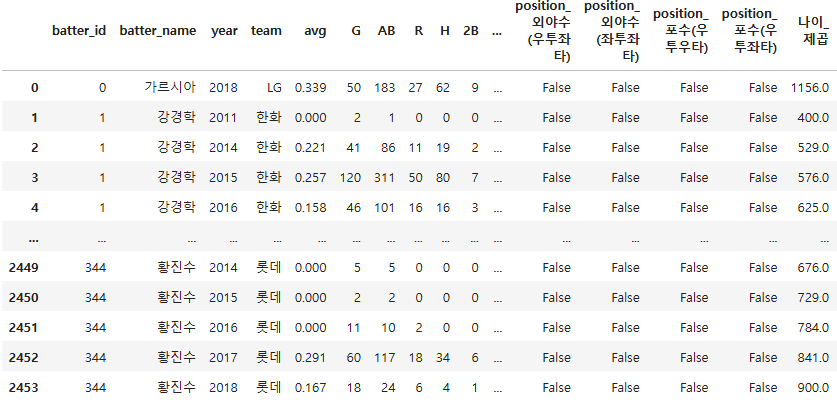 batter_id batter_name year team avg G AB R H 2B ... position_외야수(우투좌타) position_외야수(좌투좌타) position_포수(우투우타) position_포수(우투좌타) 나이_제곱
0 0 가르시아 2018 LG 0.339 50 183 27 62 9 ... False False False False 1156.0
1 1 강경학 2011 한화 0.000 2 1 0 0 0 ... False False False False 400.0
2 1 강경학 2014 한화 0.221 41 86 11 19 2 ... False False False False 529.0
3 1 강경학 2015 한화 0.257 120 311 50 80 7 ... False False False False 576.0
4 1 강경학 2016 한화 0.158 46 101 16 16 3 ... False False False False 625.0
... ... ... ... ... ... ... ... ... ... ... ... ... ... ... ... ...
2449 344 황진수 2014 롯데 0.000 5 5 0 0 0 ... False False False False 676.0
2450 344 황진수 2015 롯데 0.000 2 2 0 0 0 ... False False False False 729.0
2451 344 황진수 2016 롯데 0.000 11 10 2 0 0 ... False False False False 784.0
2452 344 황진수 2017 롯데 0.291 60 117 18 34 6 ... False False False False 841.0
2453 344 황진수 2018 롯데 0.167 18 24 6 4 1 ... False False False False 900.0